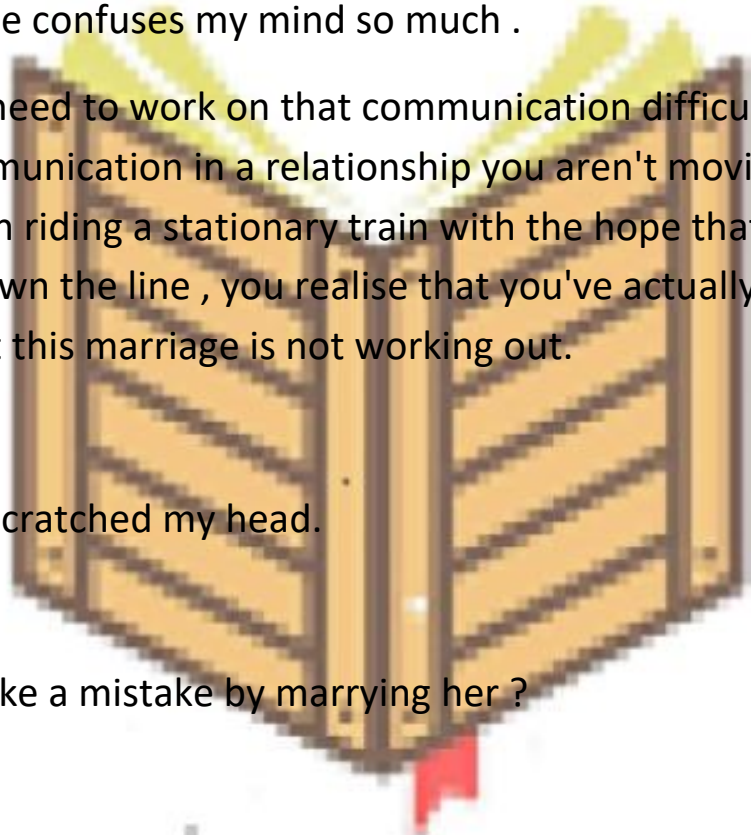 e confuses my mind so much .
need to work on that communication difficu
munication in a relationship you aren't movi
n riding a stationary train with the hope that
wn the line , you realise that you've actually
t this marriage is not working out.
cratched my head.
ke a mistake by marrying her ?